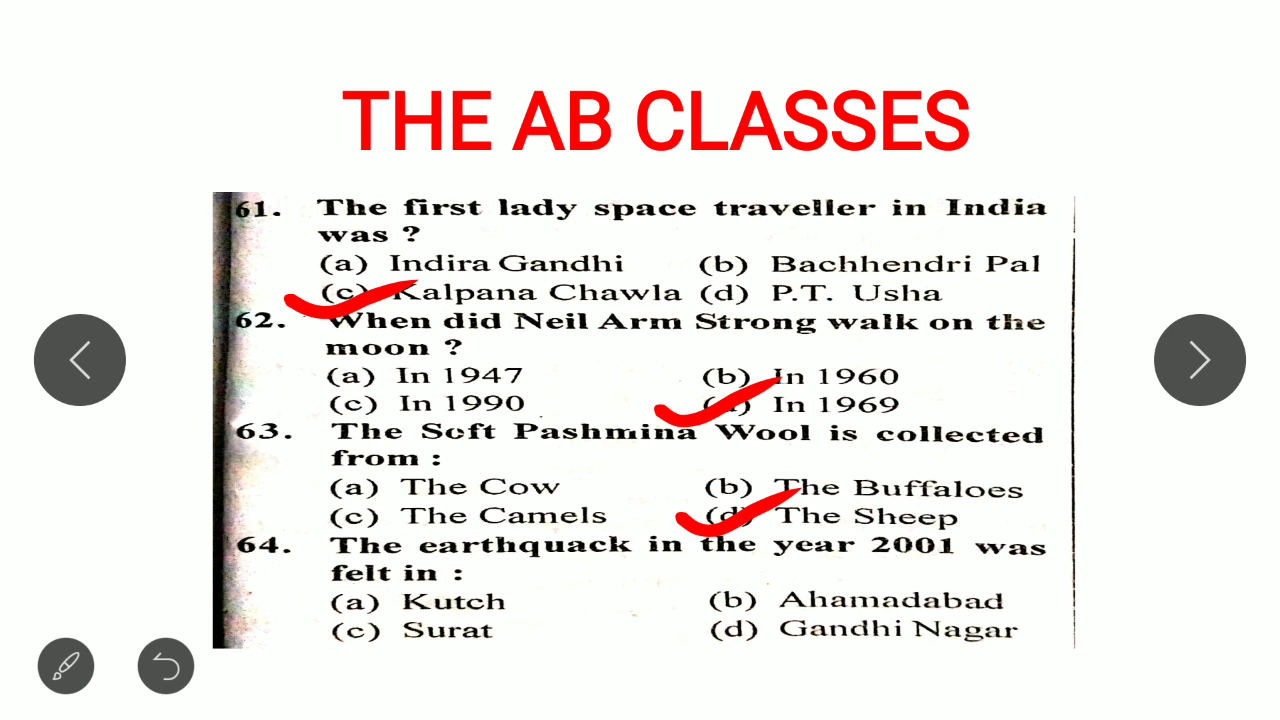 THE AB CLASSES
61. The first lady space traveller in India
was ?
(a) Indira Gandhi (b) Bachhendri Pal
(c) Kalpana Chawla (d) P.T. Usha
62. When did Neil Arm Strong walk on the
moon ?
(a) In 1947 (b) In 1960
(c) In 1990 (d) In 1969
63. The Soft Pashmina Wool is collected
from :
(a) The Cow (b) The Buffaloes
(c) The Camels (d) The Sheep
64. The earthquack in the year 2001 was
felt in :
(a) Kutch (b) Ahamadabad
(c) Surat (d) Gandhi Nagar